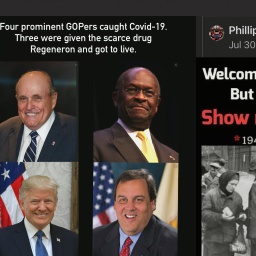 Four prominent GOPers caught Covid-19.
Three were given the scarce drug
Regeneron and got to live.
Phillip
Jul 30
Welcom
But
Show
*194